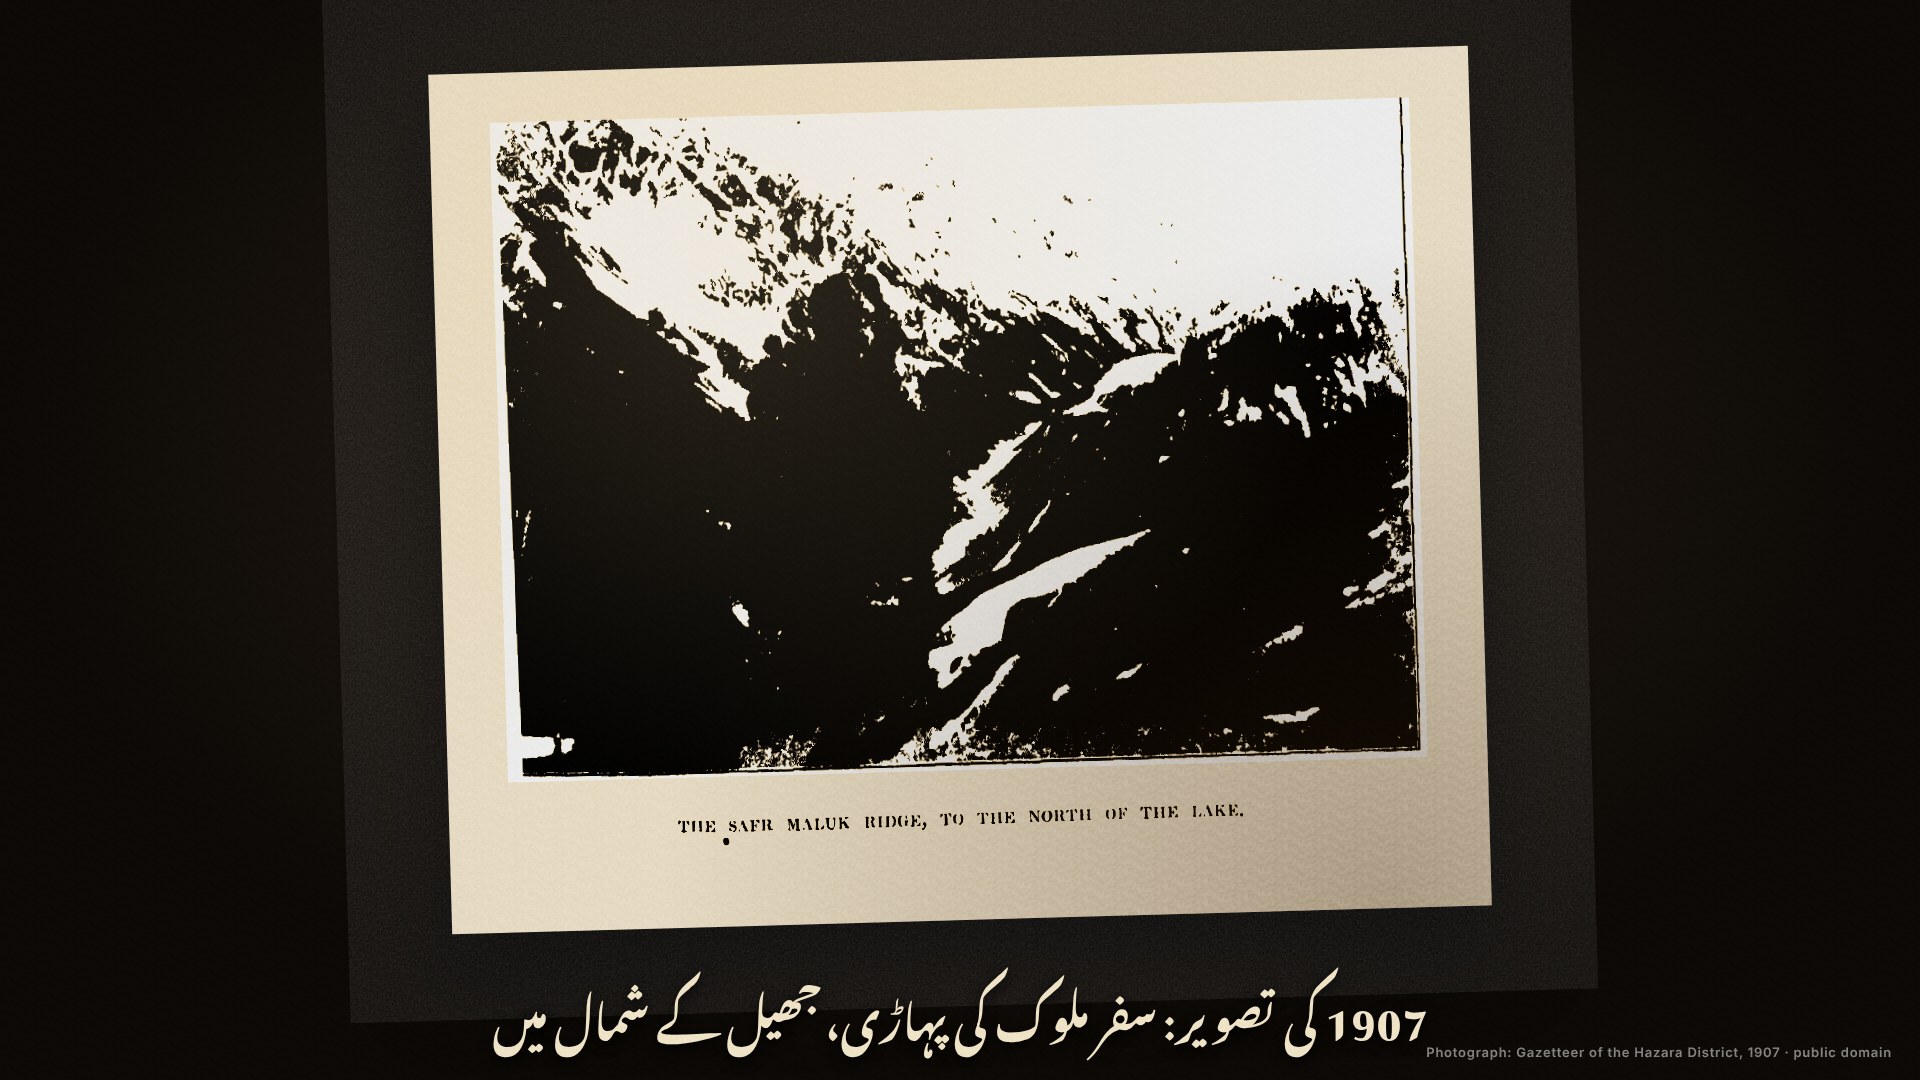 THE SAFR MALUK RIDGE, TO THE NORTH OF THE LAKE.
1907 کی تصویر: سفر ملوک کی پہاڑی، جھیل کے شمال میں
Photograph: Gazetteer of the Hazara District, 1907 · public domain